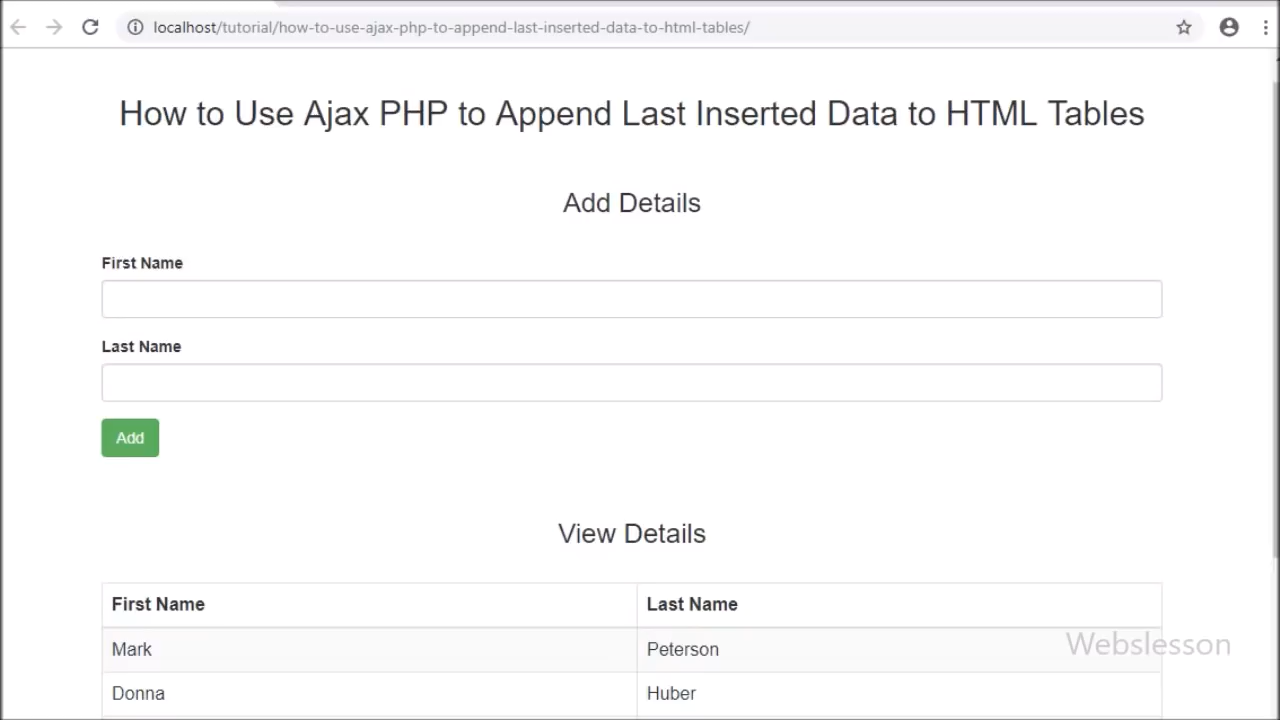 localhost/tutorial/how-to-use-ajax-php-to-append-last-inserted-data-to-html-tables/
How to Use Ajax PHP to Append Last Inserted Data to HTML Tables
Add Details
First Name
Last Name
Add
View Details
First Name Last Name
Mark Peterson
Webslesson
Donna Huber